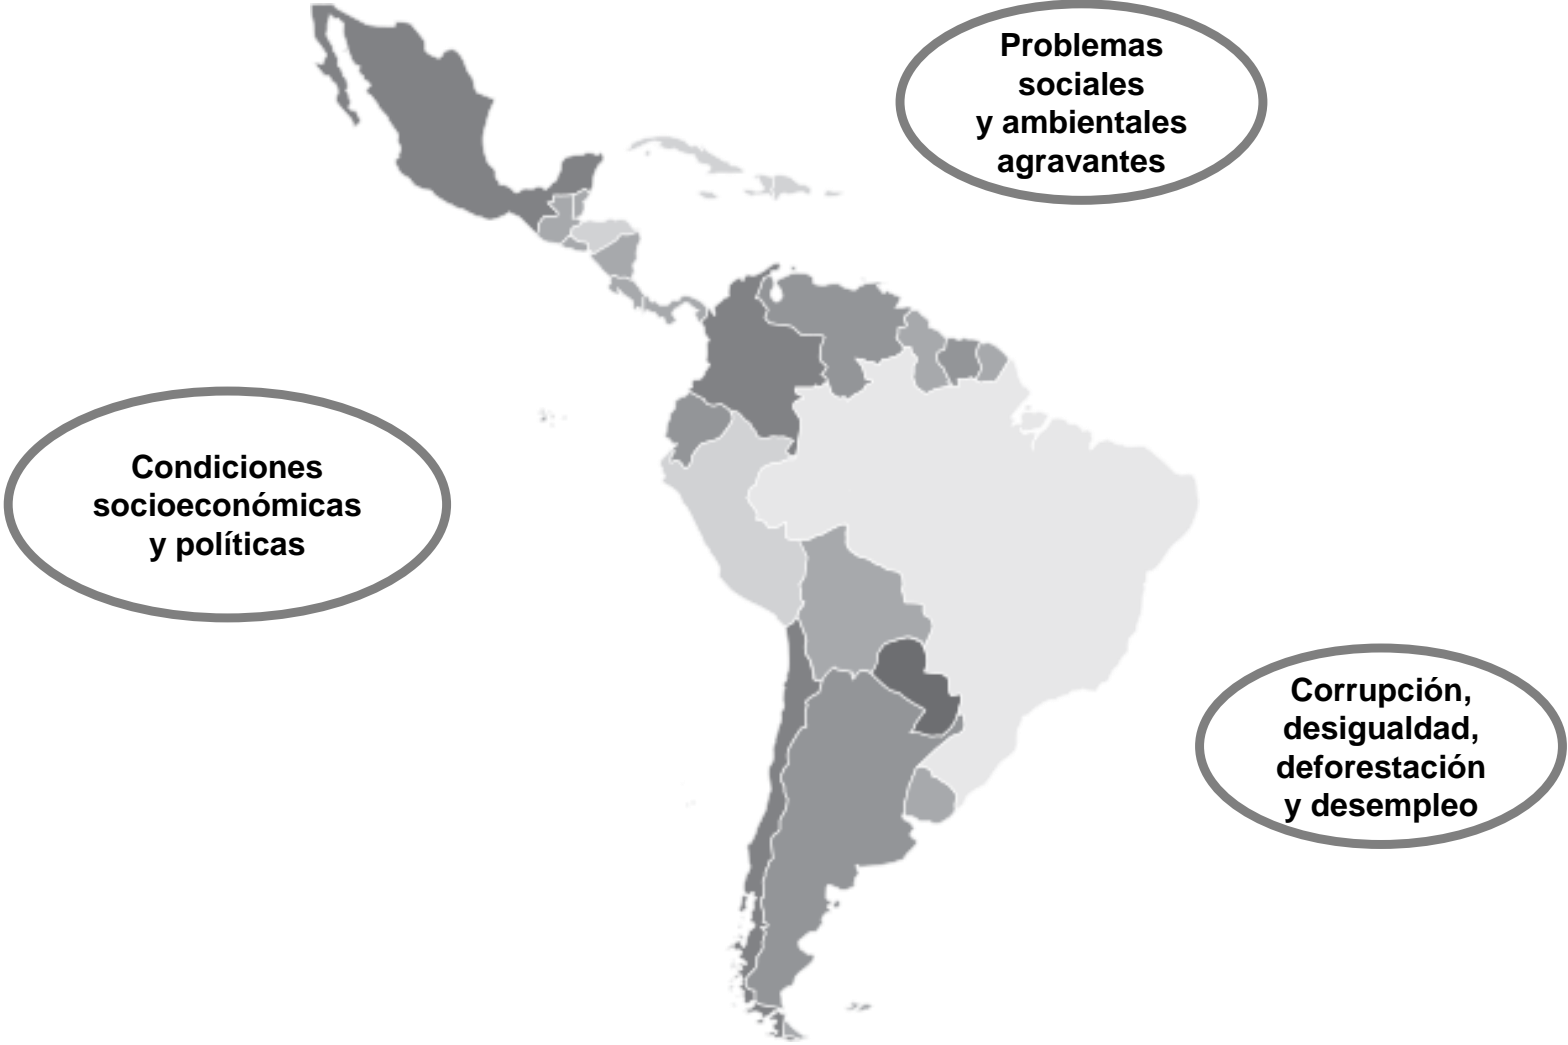 Problemas
sociales
y ambientales
agravantes
Condiciones
socioeconómicas
y políticas
Corrupción,
desigualdad,
deforestación
y desempleo